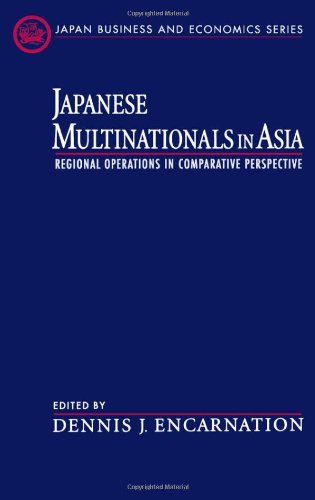 JAPAN BUSINESS AND ECONOMICS SERIES
JAPANESE
MULTINATIONALS IN ASIA
REGIONAL OPERATIONS IN COMPARATIVE PERSPECTIVE
EDITED BY
DENNIS J. ENCARNATION